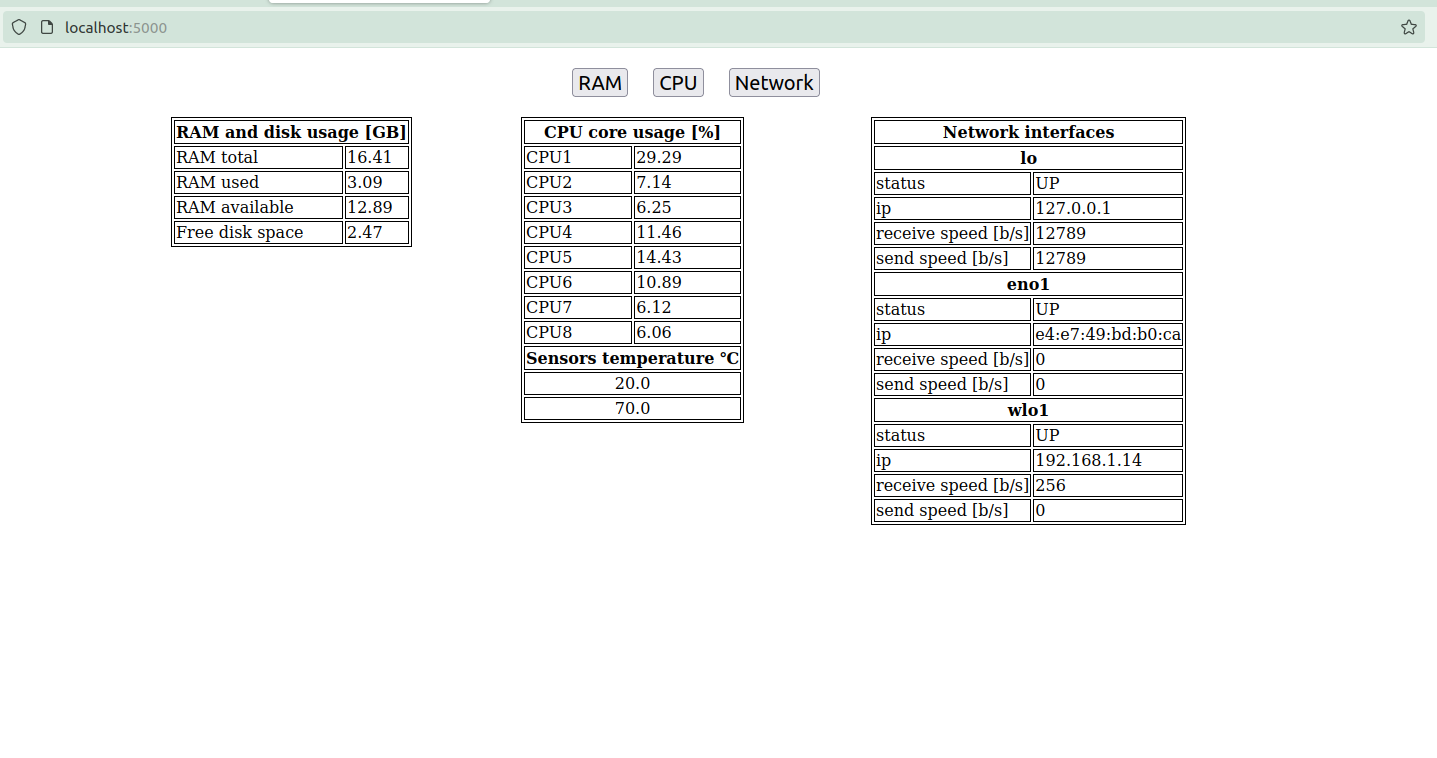 localhost:5000
RAM CPU Network
RAM and disk usage [GB]
RAM total 16.41
RAM used 3.09
RAM available 12.89
Free disk space 2.47
CPU core usage [%]
CPU1 29.29
CPU2 7.14
CPU3 6.25
CPU4 11.46
CPU5 14.43
CPU6 10.89
CPU7 6.12
CPU8 6.06
Sensors temperature °C
20.0
70.0
Network interfaces
lo
status UP
ip 127.0.0.1
receive speed [b/s] 12789
send speed [b/s] 12789
eno1
status UP
ip e4:e7:49:bd:b0:ca
receive speed [b/s] 0
send speed [b/s] 0
wlo1
status UP
ip 192.168.1.14
receive speed [b/s] 256
send speed [b/s] 0